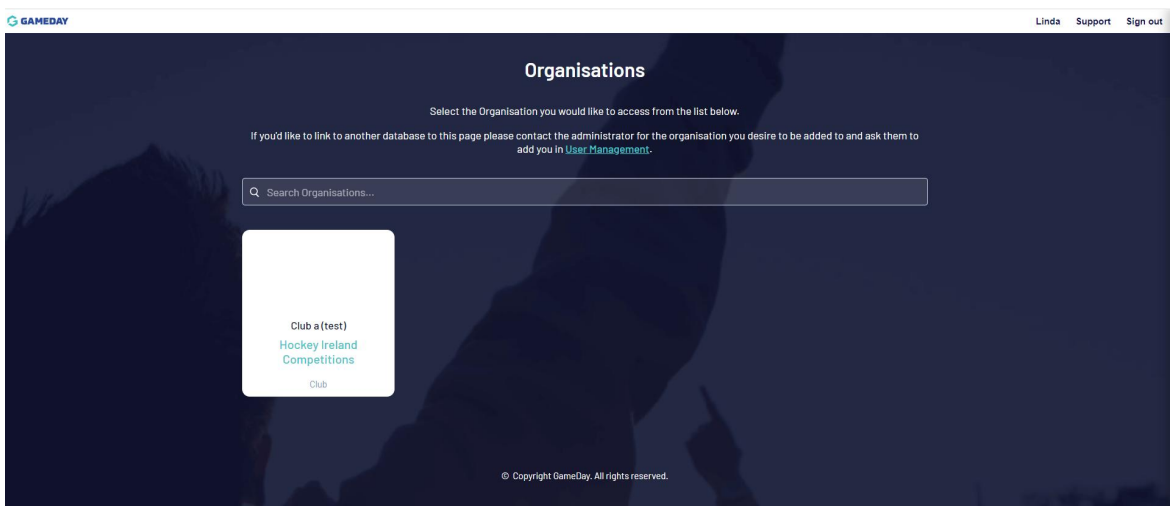 GAMEDAY
Linda Support Sign out
Organisations
Select the Organisation you would like to access from the list below.
If you'd like to link to another database to this page please contact the administrator for the organisation you desire to be added to and ask them to
add you in User Management.
Search Organisations...
Club a (test)
Hockey Ireland
Competitions
Club
© Copyright GameDay. All rights reserved.